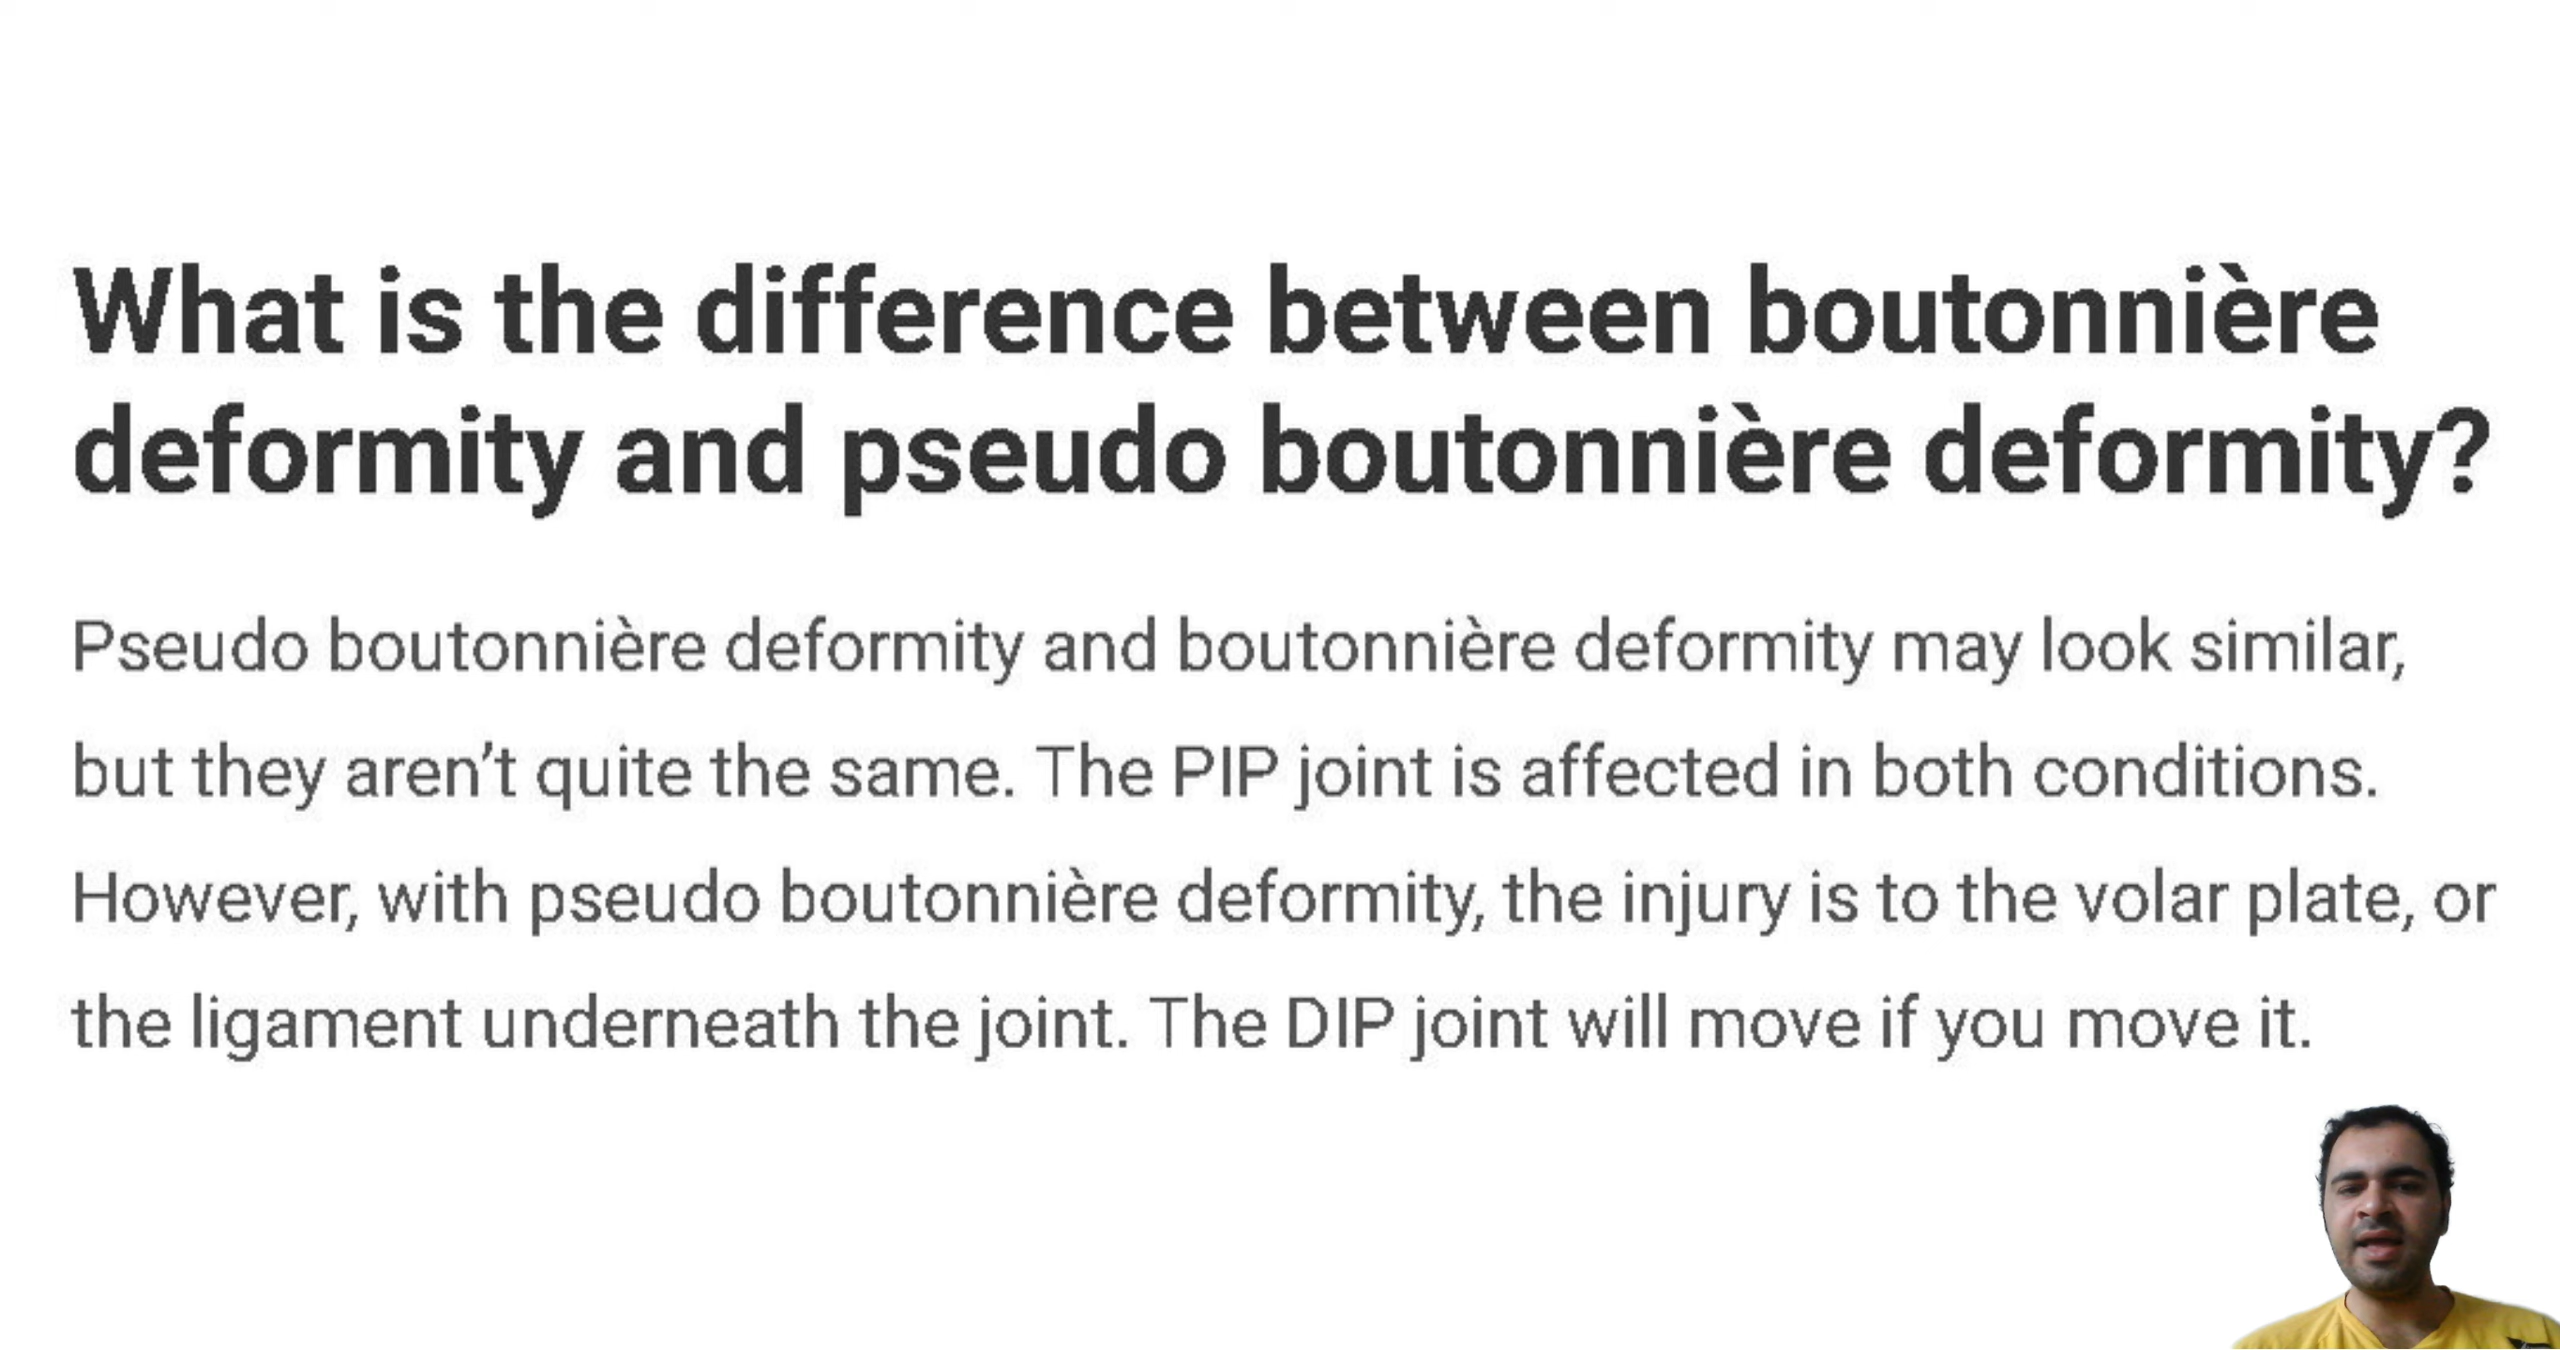 What is the difference between boutonnière
deformity and pseudo boutonnière deformity?
Pseudo boutonnière deformity and boutonnière deformity may look similar,
but they aren’t quite the same. The PIP joint is affected in both conditions.
However, with pseudo boutonnière deformity, the injury is to the volar plate, or
the ligament underneath the joint. The DIP joint will move if you move it.